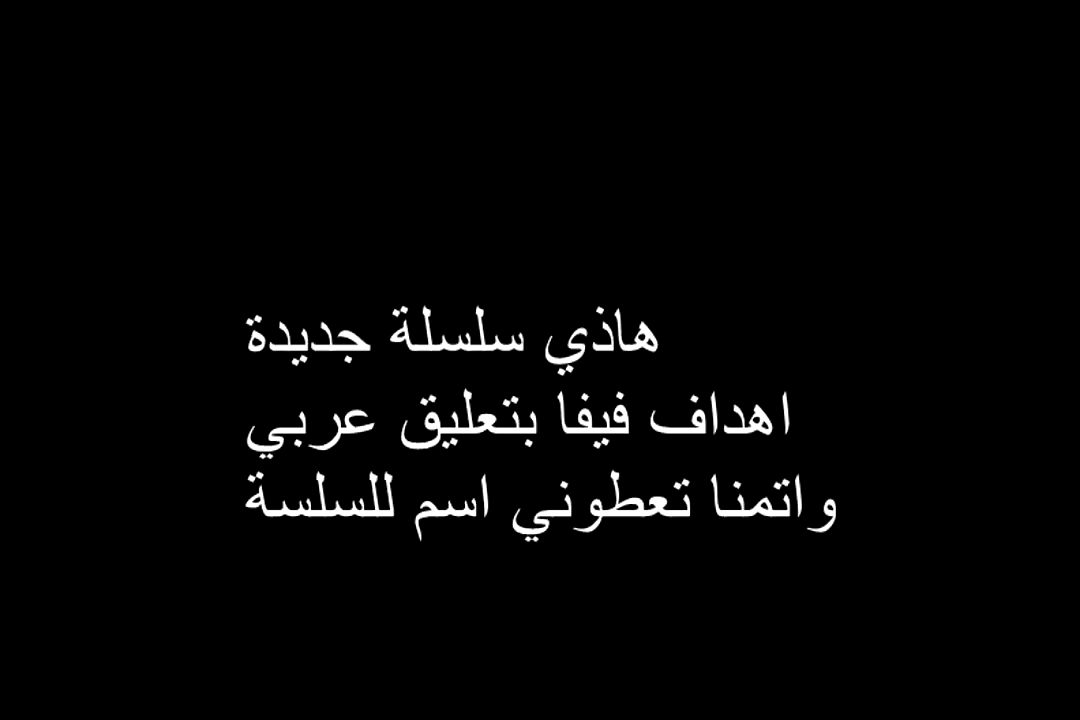 هاذي سلسلة جديدة
اهداف فيفا بتعليق عربي
واتمنا تعطوني اسم للسلسة